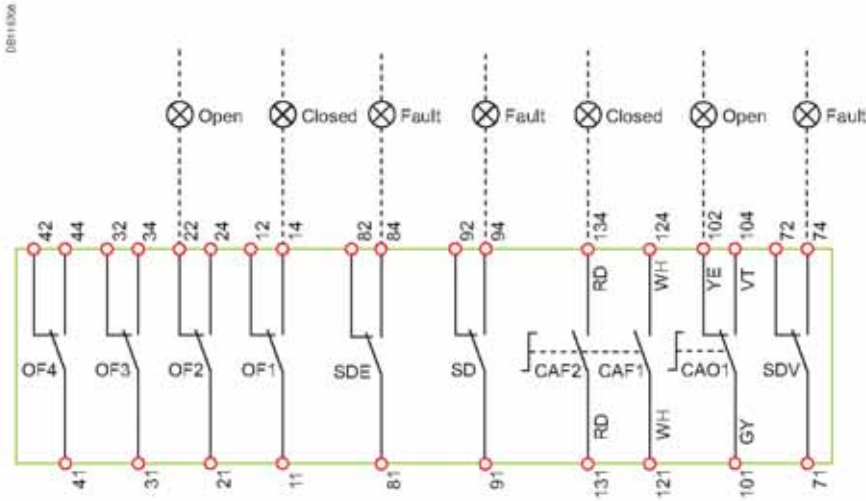 Open
Closed
Fault
Fault
Closed
Open
Fault
42 44 32 34 22 24 12 14 82 84 92 94 134 124 102 104 72 74
RD WH YE VT
OF4 OF3 OF2 OF1 SDE SD CAF2 CAF1 CAO1 SDV
RD WH GY
41 31 21 11 81 91 131 121 101 71